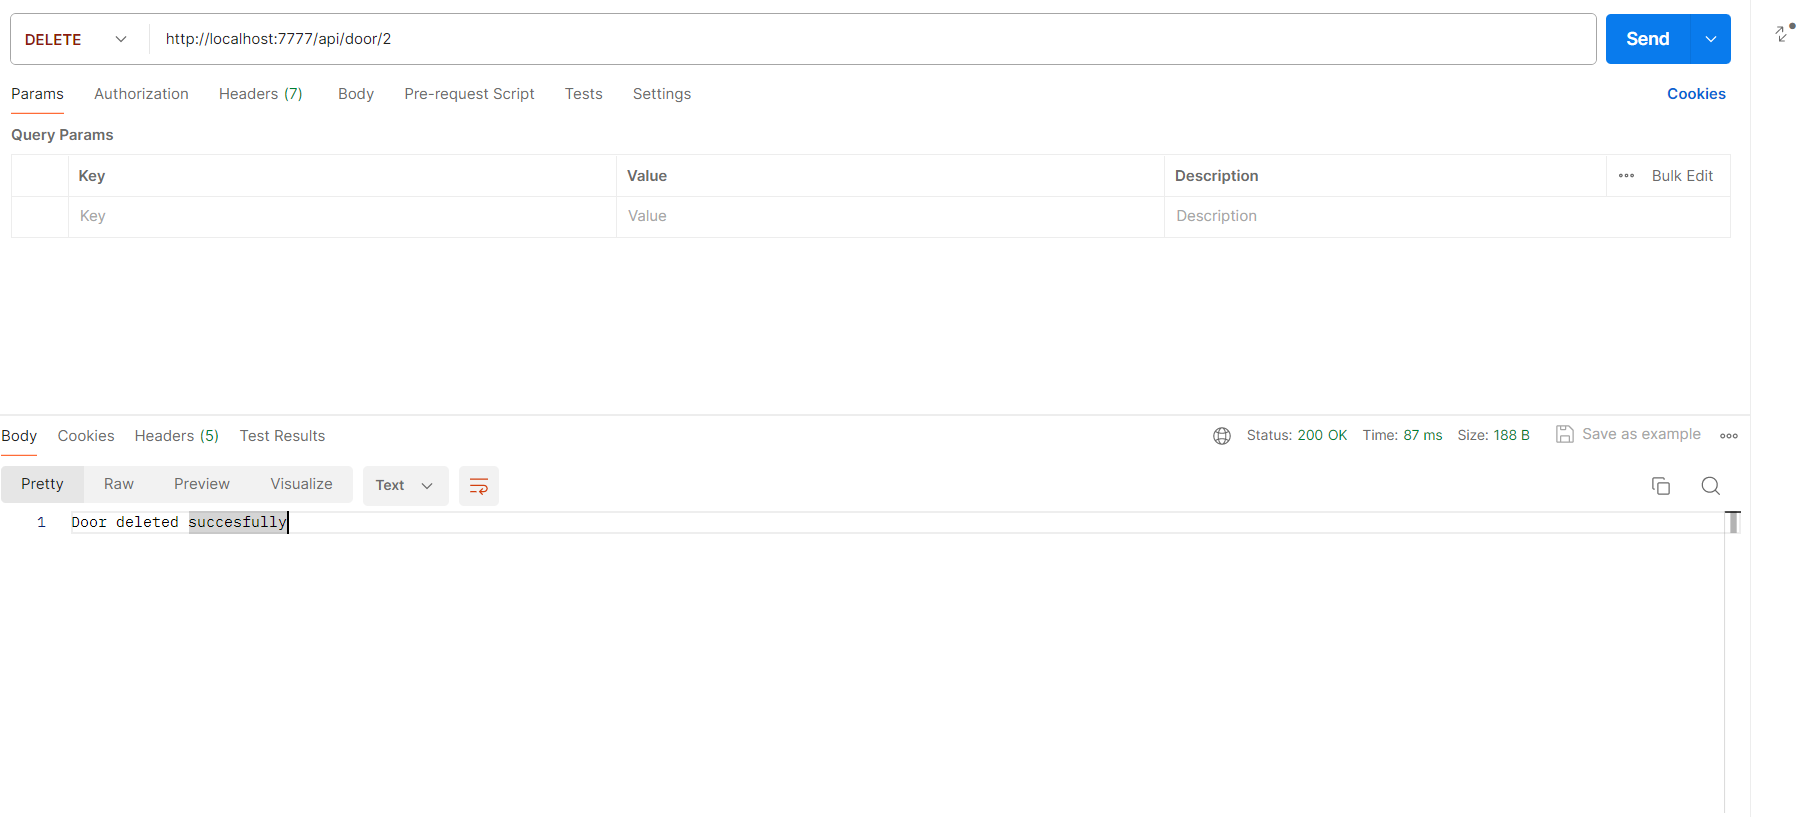 DELETE http://localhost:7777/api/door/2 Send
Params Authorization Headers (7) Body Pre-request Script Tests Settings Cookies
Query Params
Key Value Description Bulk Edit
Key Value Description
Body Cookies Headers (5) Test Results Status: 200 OK Time: 87 ms Size: 188 B Save as example
Pretty Raw Preview Visualize Text
1 Door deleted succesfully